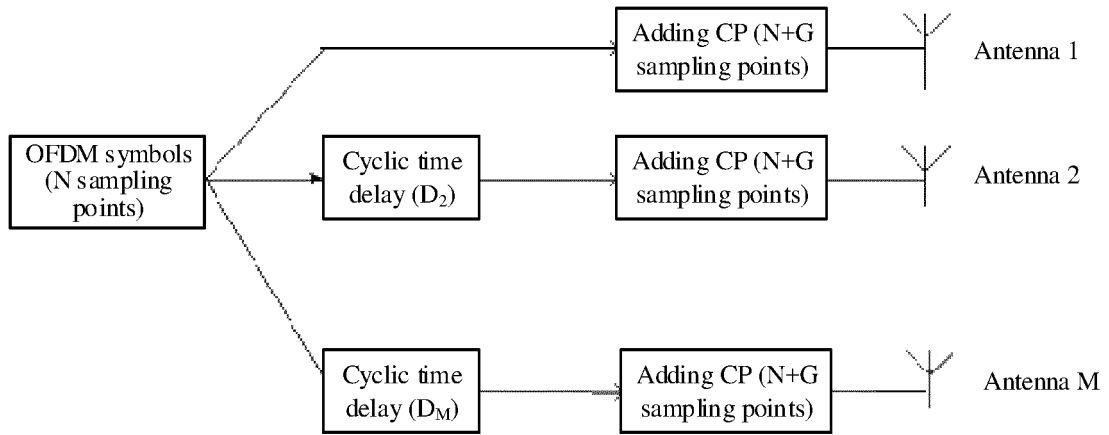 Adding CP (N+G
sampling points)
Antenna 1
OFDM symbols
(N sampling
points)
Cyclic time
delay (D₂)
Adding CP (N+G
sampling points)
Antenna 2
Cyclic time
delay (Dₘ)
Adding CP (N+G
sampling points)
Antenna M